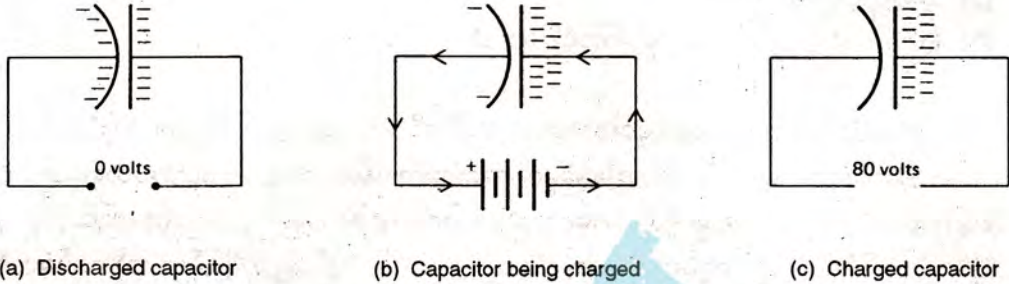 0 volts
+ −
80 volts
(a) Discharged capacitor
(b) Capacitor being charged
(c) Charged capacitor